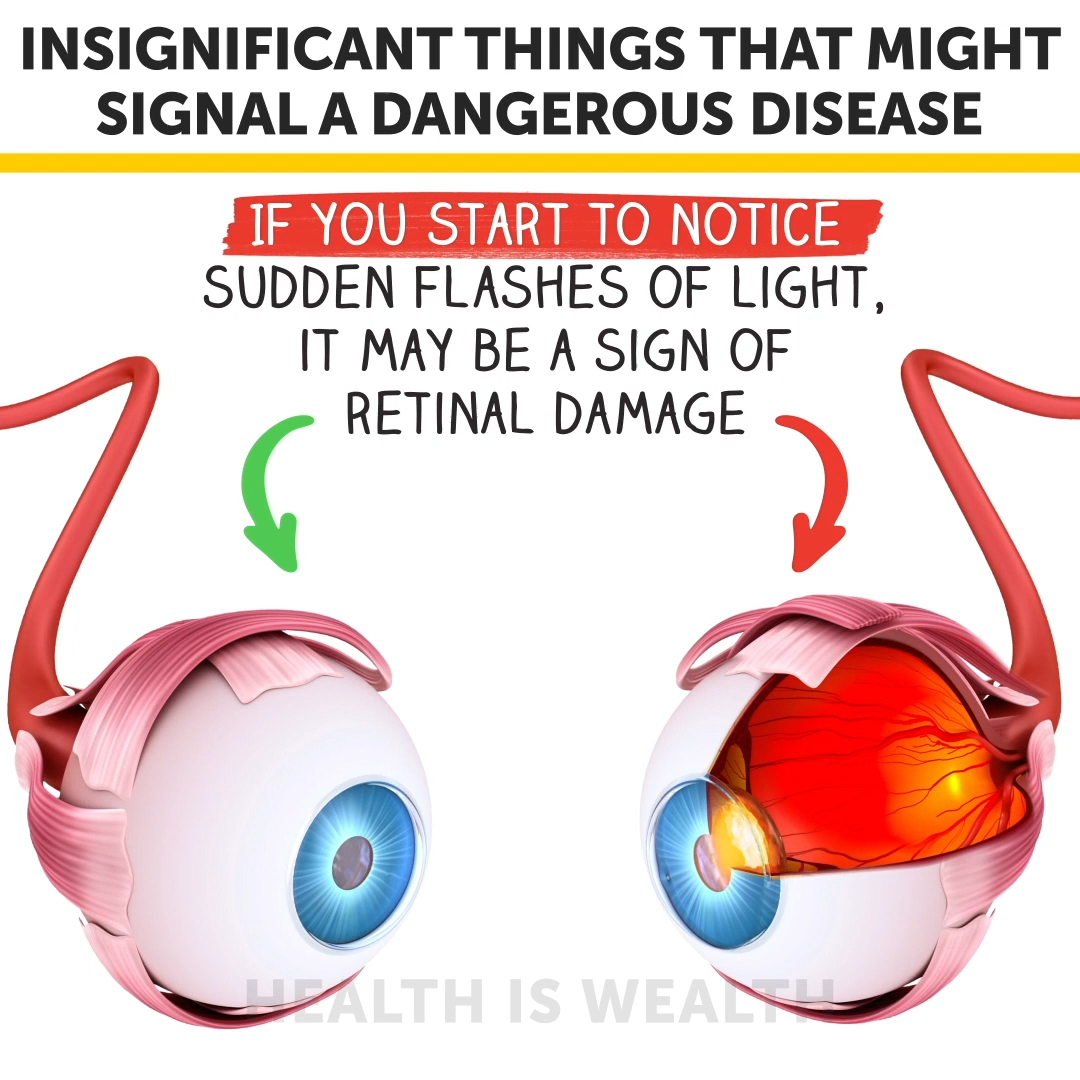 INSIGNIFICANT THINGS THAT MIGHT
SIGNAL A DANGEROUS DISEASE
IF YOU START TO NOTICE
SUDDEN FLASHES OF LIGHT,
IT MAY BE A SIGN OF
RETINAL DAMAGE
HEALTH IS WEALTH